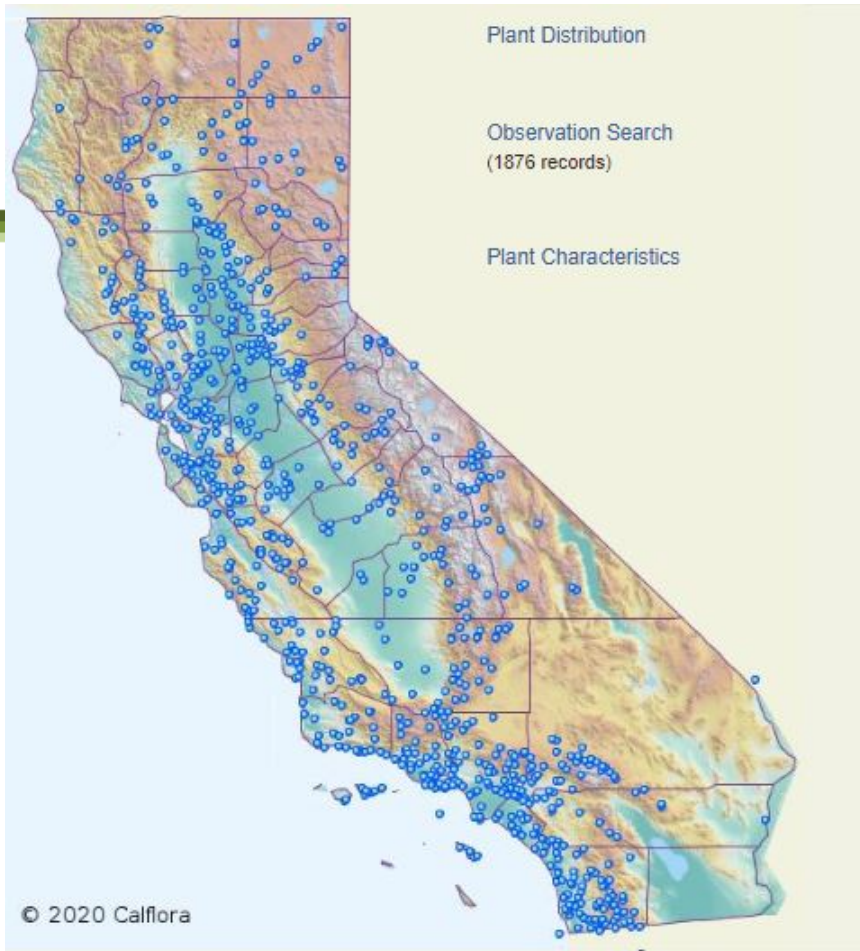 Plant Distribution
Observation Search
(1876 records)
Plant Characteristics
© 2020 Calflora